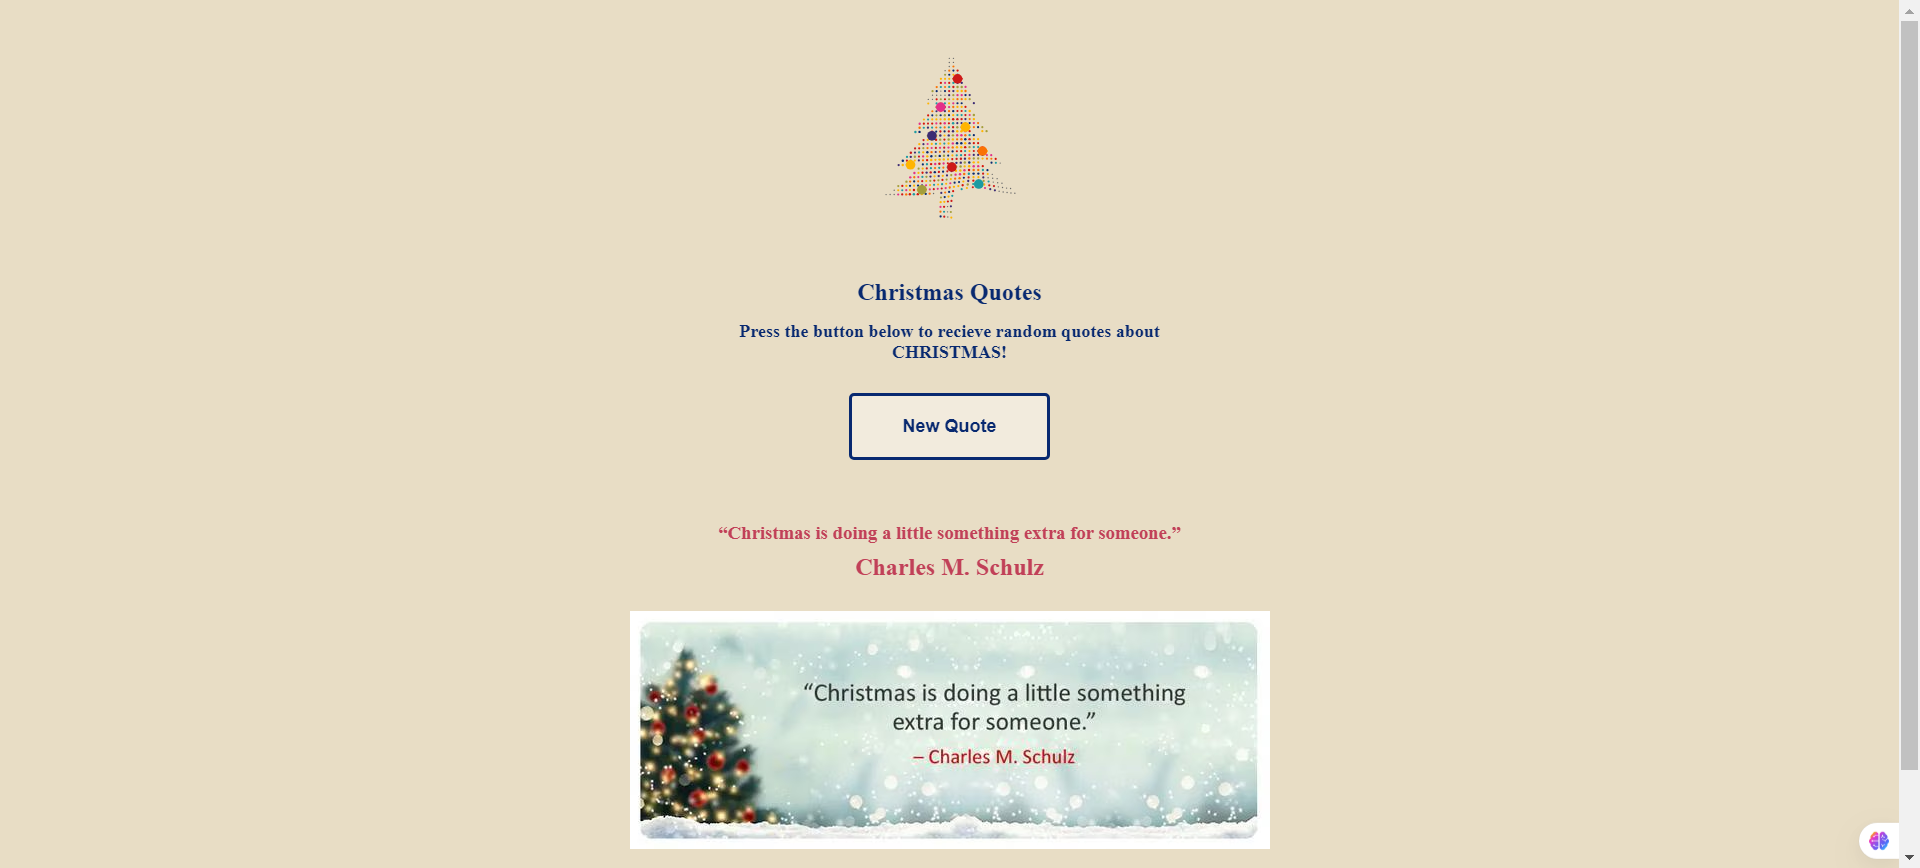 Christmas Quotes
Press the button below to recieve random quotes about
CHRISTMAS!
New Quote
“Christmas is doing a little something extra for someone.”
Charles M. Schulz
“Christmas is doing a little something
extra for someone.”
– Charles M. Schulz